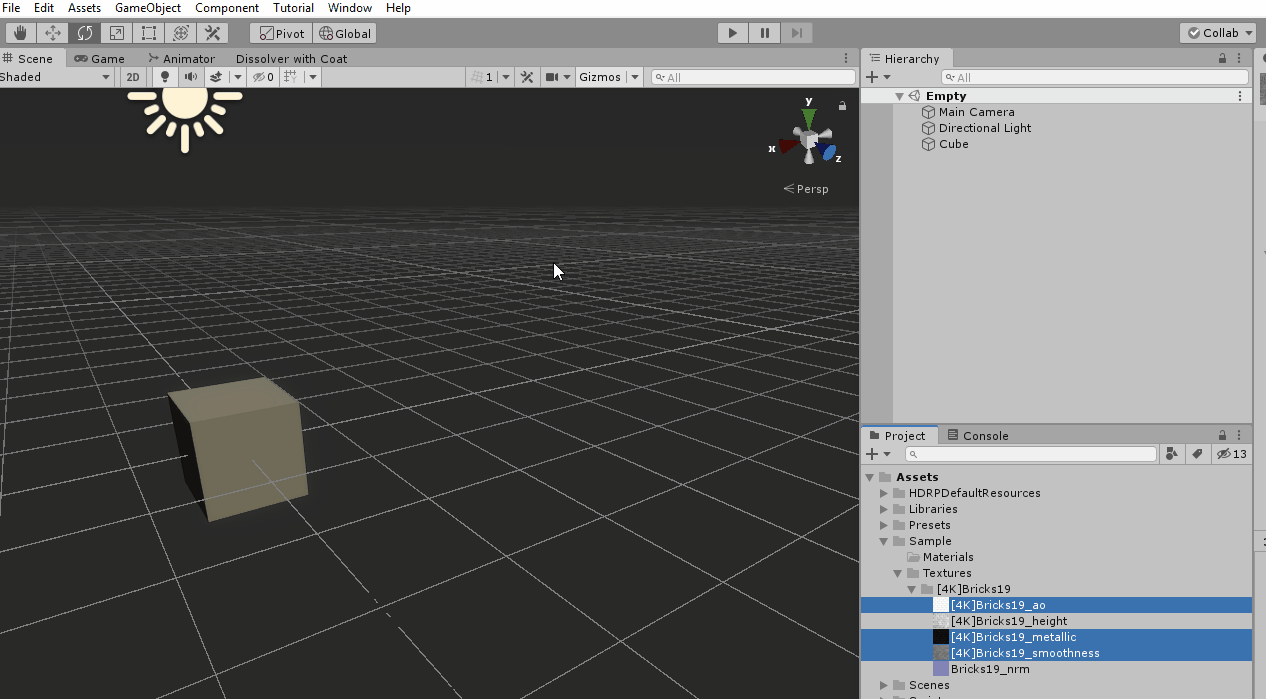 File Edit Assets GameObject Component Tutorial Window Help
Pivot Global Collab
Scene Game Animator Dissolver with Coat
Shaded 2D 0 1 Gizmos All
y
x
z
Persp
Hierarchy
All
Empty
Main Camera
Directional Light
Cube
Project Console
13
Assets
HDRPDefaultResources
Libraries
Presets
Sample
Materials
Textures
[4K]Bricks19
[4K]Bricks19_ao
[4K]Bricks19_height
[4K]Bricks19_metallic
[4K]Bricks19_smoothness
Bricks19_nrm
Scenes